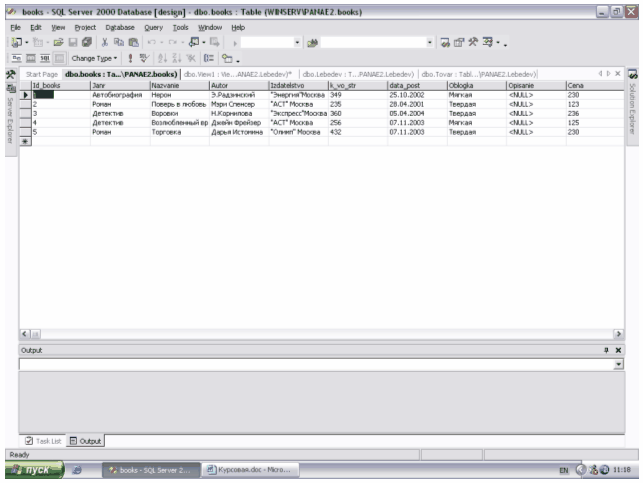 books - SQL Server 2000 Database [design] - dbo.books : Table (WINSERV\PANAE2.books)
File Edit View Project Database Query Tools Window Help
SQL Change Type
Start Page dbo.books : Ta...\PANAE2.books) dbo.View1 : Vie...ANAE2.Lebedev)* dbo.Lebedev : T...PANAE2.Lebedev) dbo.Tovar : Tabl...\PANAE2.Lebedev)
Id_books Janr Nazvanie Autor Izdatelstvo k_vo_str data_post Oblogka Opisanie Cena
1 Автобиография Нерон Э.Радзинский "Энергия"Москва 349 25.10.2002 Мягкая <NULL> 230
2 Роман Поверь в любовь Мэри Спенсер "АСТ" Москва 235 28.04.2001 Твердая <NULL> 123
3 Детектив Воровки Н.Корнилова "Экспресс"Москва 360 05.04.2004 Твердая <NULL> 236
4 Детектив Возлюбленный вр Джейн Фрейзер "АСТ" Москва 256 07.11.2003 Мягкая <NULL> 125
5 Роман Торговка Дарья Истомина "Олимп" Москва 432 07.11.2003 Твердая <NULL> 230
Server Explorer
Solution Explorer
Output
Task List Output
Ready
пуск books - SQL Server 2... Курсовая.doc - Micro... EN 11:18